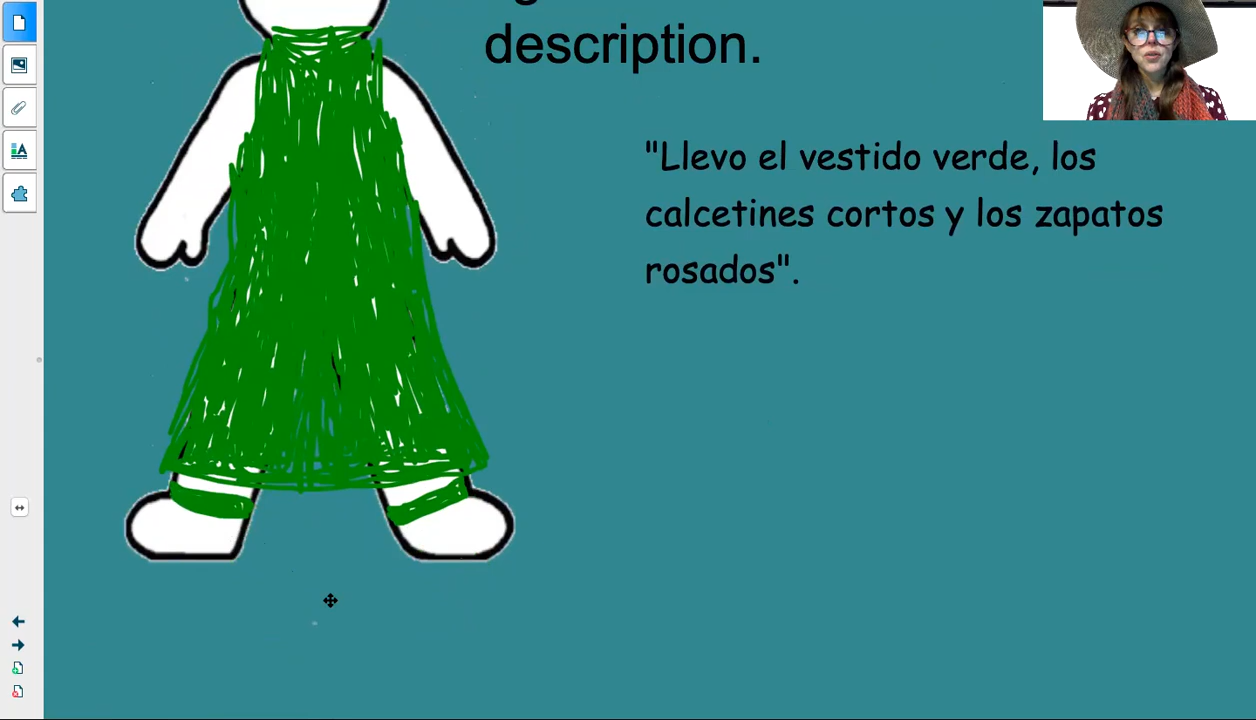 description.
"Llevo el vestido verde, los
calcetines cortos y los zapatos
rosados".